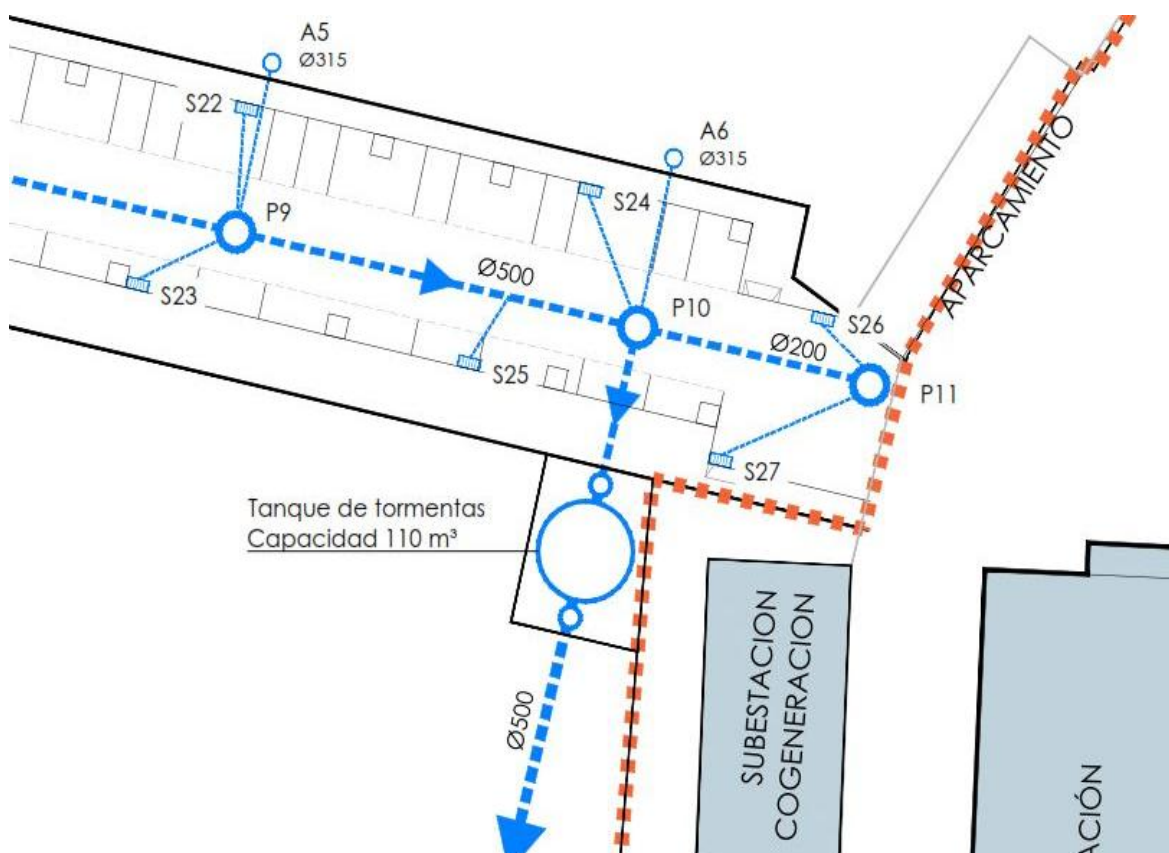 A5
Ø315
S22
A6
Ø315
S24
P9
S23
Ø500
P10
S26
Ø200
S25
P11
S27
APARCAMIENTO
Tanque de tormentas
Capacidad 110 m³
Ø500
SUBESTACION
COGENERACION
ACIÓN